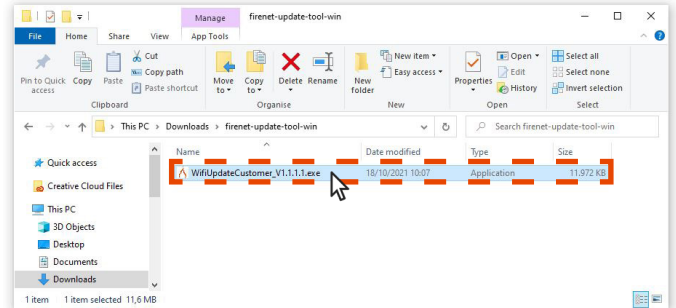 Manage firenet-update-tool-win
File Home Share View App Tools
Pin to Quick access
Copy
Paste
Cut
Copy path
Paste shortcut
Clipboard
Move to
Copy to
Delete
Rename
Organise
New folder
New item
Easy access
New
Properties
Open
Edit
History
Open
Select all
Select none
Invert selection
Select
This PC > Downloads > firenet-update-tool-win
Search firenet-update-tool-win
Name Date modified Type Size
WifiUpdateCustomer_V1.1.1.1.exe 18/10/2021 10:07 Application 11.972 KB
Quick access
Creative Cloud Files
This PC
3D Objects
Desktop
Documents
Downloads
1 item 1 item selected 11,6 MB